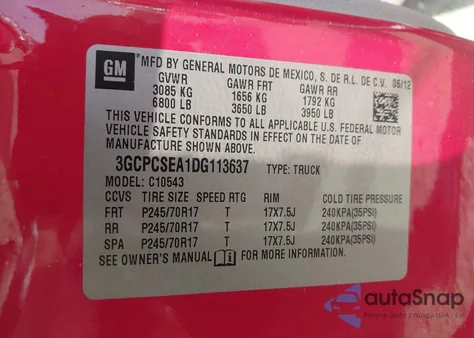 GM
MFD BY GENERAL MOTORS DE MEXICO, S. DE R.L. DE C.V. 06/12
GVWR GAWR FRT GAWR RR
3085 KG 1656 KG 1792 KG
6800 LB 3650 LB 3950 LB
THIS VEHICLE CONFORMS TO ALL APPLICABLE U.S. FEDERAL MOTOR
VEHICLE SAFETY STANDARDS IN EFFECT ON THE DATE OF MANUFACTURE
SHOWN ABOVE.
3GCPCSEA1DG113637 TYPE: TRUCK
MODEL: C10543
CCVS TIRE SIZE SPEED RTG RIM COLD TIRE PRESSURE
FRT P245/70R17 T 17X7.5J 240KPA(35PSI)
RR P245/70R17 T 17X7.5J 240KPA(35PSI)
SPA P245/70R17 T 17X7.5J 240KPA(35PSI)
SEE OWNER'S MANUAL FOR MORE INFORMATION.
autoSnap